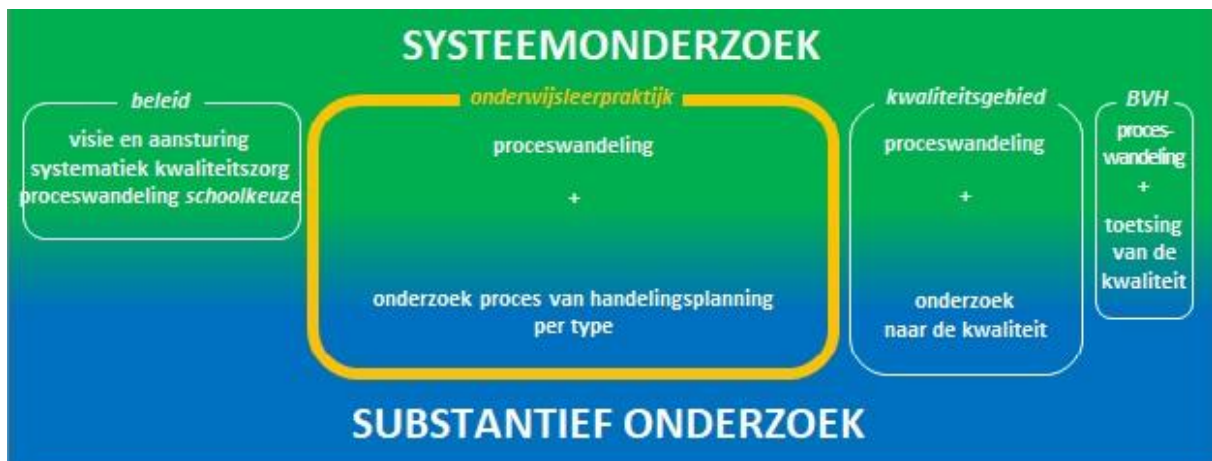 SYSTEEMONDERZOEK
beleid
visie en aansturing
systematiek kwaliteitszorg
proceswandeling schoolkeuze
onderwijsleerpraktijk
proceswandeling
+
onderzoek proces van handelingsplanning
per type
kwaliteitsgebied
proceswandeling
+
onderzoek
naar de kwaliteit
BVH
proces-
wandeling
+
toetsing
van de
kwaliteit
SUBSTANTIEF ONDERZOEK